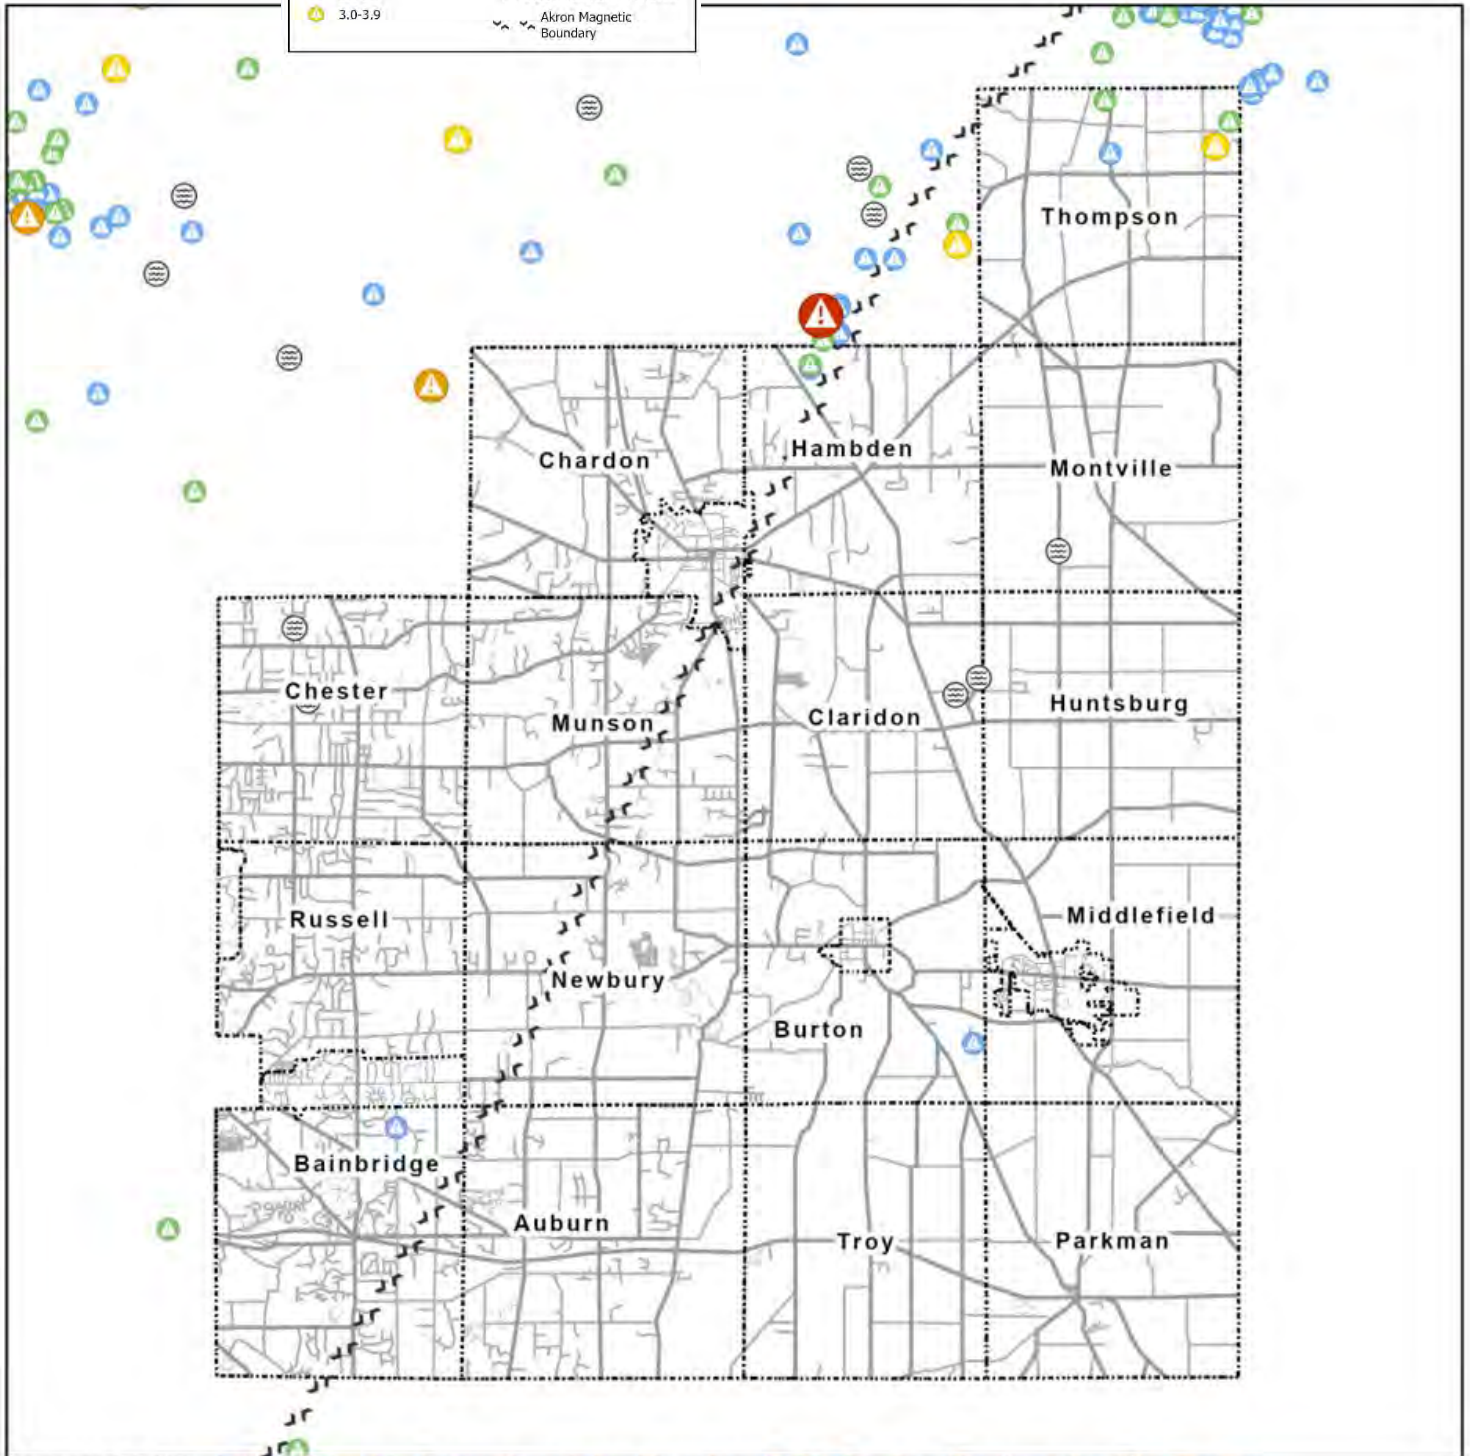 3.0-3.9
Akron Magnetic
Boundary
Thompson
Chardon
Hambden
Montville
Chester
Munson
Claridon
Huntsburg
Russell
Middlefield
Newbury
Burton
Bainbridge
Auburn
Troy
Parkman